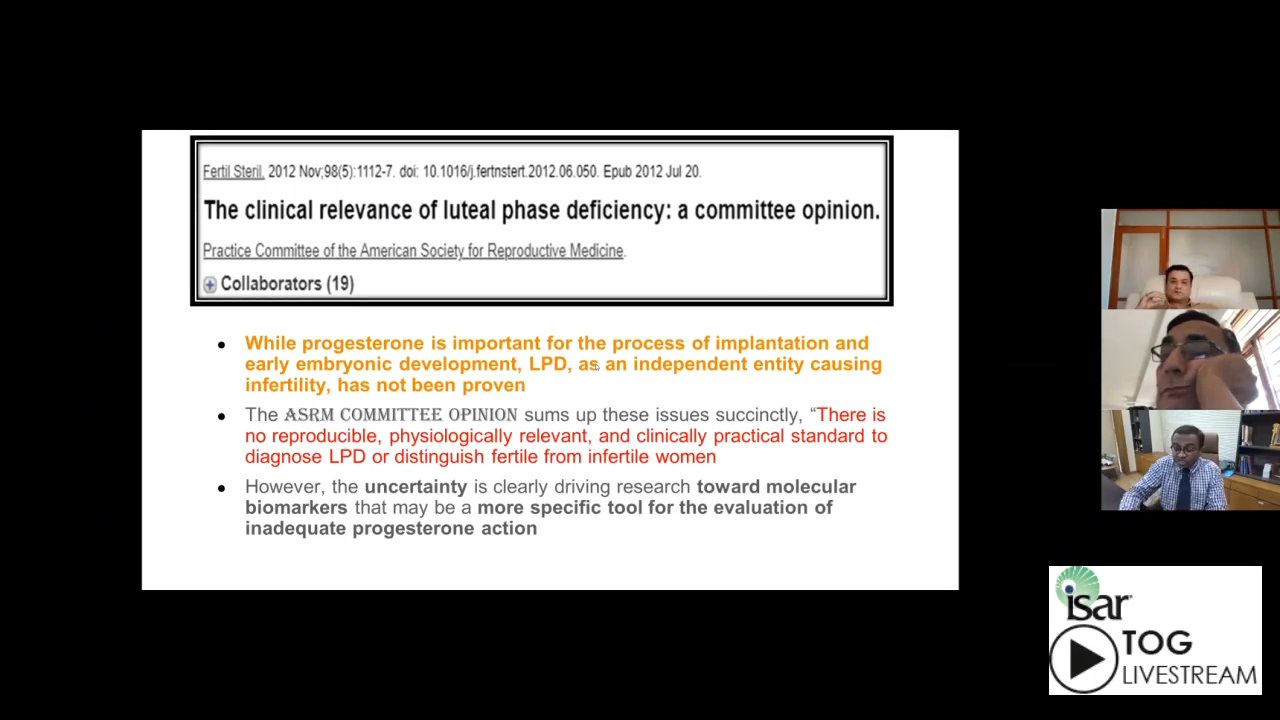 Fertil Steril. 2012 Nov;98(5):1112-7. doi: 10.1016/j.fertnstert.2012.06.050. Epub 2012 Jul 20.
The clinical relevance of luteal phase deficiency: a committee opinion.
Practice Committee of the American Society for Reproductive Medicine.
+ Collaborators (19)
• While progesterone is important for the process of implantation and
early embryonic development, LPD, as an independent entity causing
infertility, has not been proven
• The ASRM COMMITTEE OPINION sums up these issues succinctly, “There is
no reproducible, physiologically relevant, and clinically practical standard to
diagnose LPD or distinguish fertile from infertile women
• However, the uncertainty is clearly driving research toward molecular
biomarkers that may be a more specific tool for the evaluation of
inadequate progesterone action
isar
TOG
LIVESTREAM